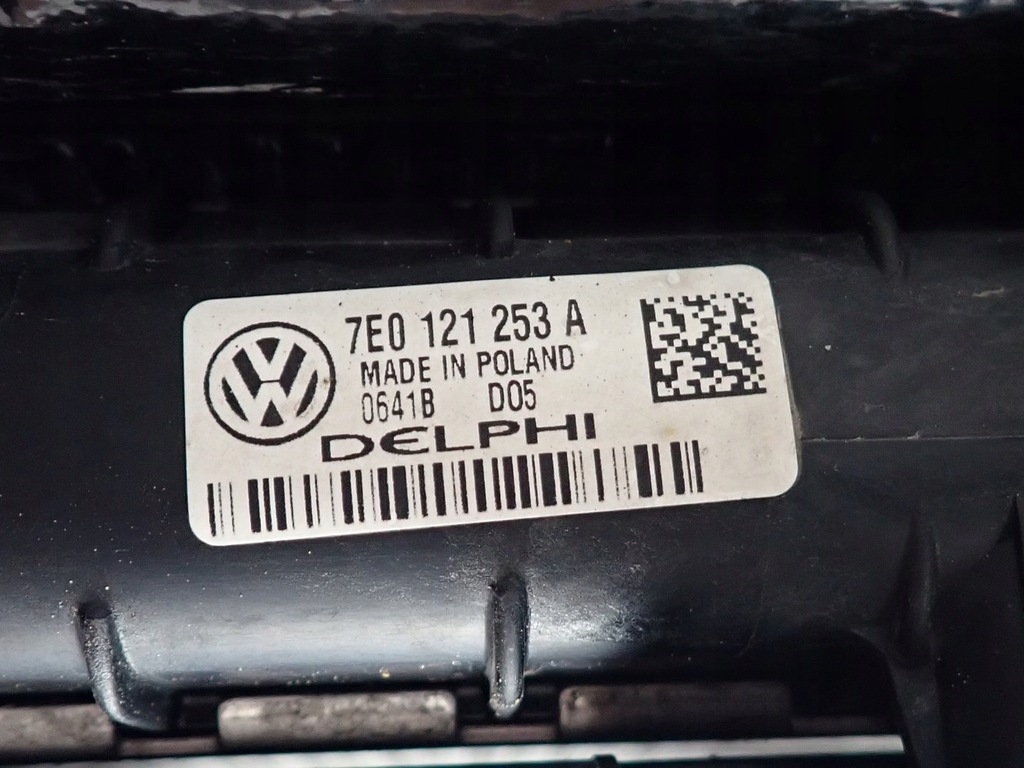 7E0 121 253 A
MADE IN POLAND
0641B D05
DELPHI